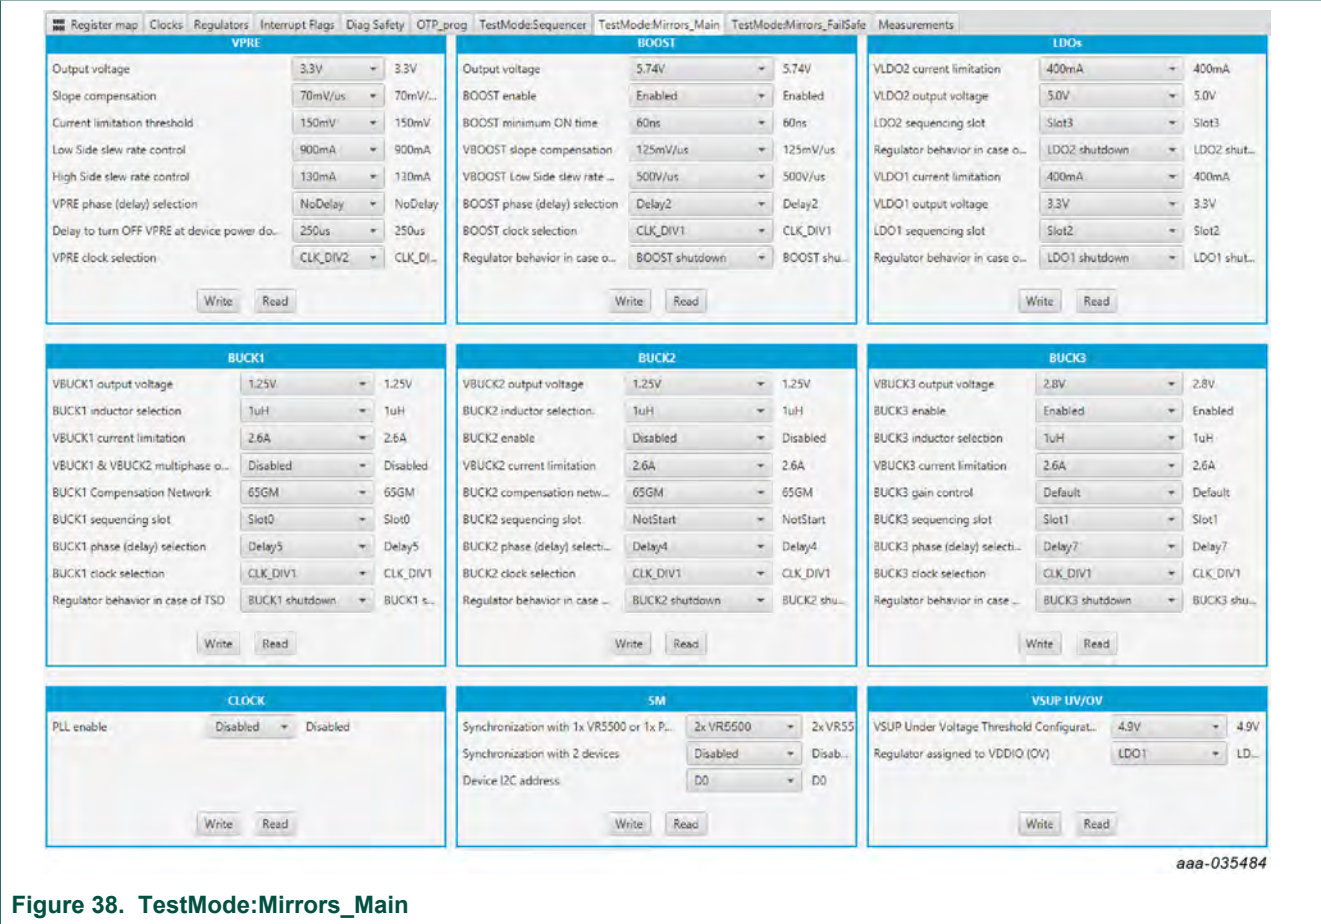 Register map Clocks Regulators Interrupt Flags Diag Safety OTP_prog TestMode:Sequencer TestMode:Mirrors_Main TestMode:Mirrors_FailSafe Measurements
VPRE
Output voltage 3.3V 3.3V
Slope compensation 70mV/us 70mV/...
Current limitation threshold 150mV 150mV
Low Side slew rate control 900mA 900mA
High Side slew rate control 130mA 130mA
VPRE phase (delay) selection NoDelay NoDelay
Delay to turn OFF VPRE at device power do... 250us 250us
VPRE clock selection CLK_DIV2 CLK_DI...
Write Read
BOOST
Output voltage 5.74V 5.74V
BOOST enable Enabled Enabled
BOOST minimum ON time 60ns 60ns
VBOOST slope compensation 125mV/us 125mV/us
VBOOST Low Side slew rate ... 500V/us 500V/us
BOOST phase (delay) selection Delay2 Delay2
BOOST clock selection CLK_DIV1 CLK_DIV1
Regulator behavior in case o... BOOST shutdown BOOST shu...
Write Read
LDOs
VLDO2 current limitation 400mA 400mA
VLDO2 output voltage 5.0V 5.0V
LDO2 sequencing slot Slot3 Slot3
Regulator behavior in case o... LDO2 shutdown LDO2 shut...
VLDO1 current limitation 400mA 400mA
VLDO1 output voltage 3.3V 3.3V
LDO1 sequencing slot Slot2 Slot2
Regulator behavior in case o... LDO1 shutdown LDO1 shut...
Write Read
BUCK1
VBUCK1 output voltage 1.25V 1.25V
BUCK1 inductor selection 1uH 1uH
VBUCK1 current limitation 2.6A 2.6A
VBUCK1 & VBUCK2 multiphase o... Disabled Disabled
BUCK1 Compensation Network 65GM 65GM
BUCK1 sequencing slot Slot0 Slot0
BUCK1 phase (delay) selection Delay5 Delay5
BUCK1 clock selection CLK_DIV1 CLK_DIV1
Regulator behavior in case of TSD BUCK1 shutdown BUCK1 s...
Write Read
BUCK2
VBUCK2 output voltage 1.25V 1.25V
BUCK2 inductor selection. 1uH 1uH
BUCK2 enable Disabled Disabled
VBUCK2 current limitation 2.6A 2.6A
BUCK2 compensation netw... 65GM 65GM
BUCK2 sequencing slot NotStart NotStart
BUCK2 phase (delay) selecti... Delay4 Delay4
BUCK2 clock selection CLK_DIV1 CLK_DIV1
Regulator behavior in case ... BUCK2 shutdown BUCK2 shu...
Write Read
BUCK3
VBUCK3 output voltage 2.8V 2.8V
BUCK3 enable Enabled Enabled
BUCK3 inductor selection 1uH 1uH
VBUCK3 current limitation 2.6A 2.6A
BUCK3 gain control Default Default
BUCK3 sequencing slot Slot1 Slot1
BUCK3 phase (delay) selecti... Delay7 Delay7
BUCK3 clock selection CLK_DIV1 CLK_DIV1
Regulator behavior in case ... BUCK3 shutdown BUCK3 shu...
Write Read
CLOCK
PLL enable Disabled Disabled
Write Read
SM
Synchronization with 1x VR5500 or 1x P... 2x VR5500 2x VR55
Synchronization with 2 devices Disabled Disab...
Device I2C address D0 D0
Write Read
VSUP UV/OV
VSUP Under Voltage Threshold Configurat... 4.9V 4.9V
Regulator assigned to VDDIO (OV) LDO1 LD...
Write Read
aaa-035484
Figure 38. TestMode:Mirrors_Main